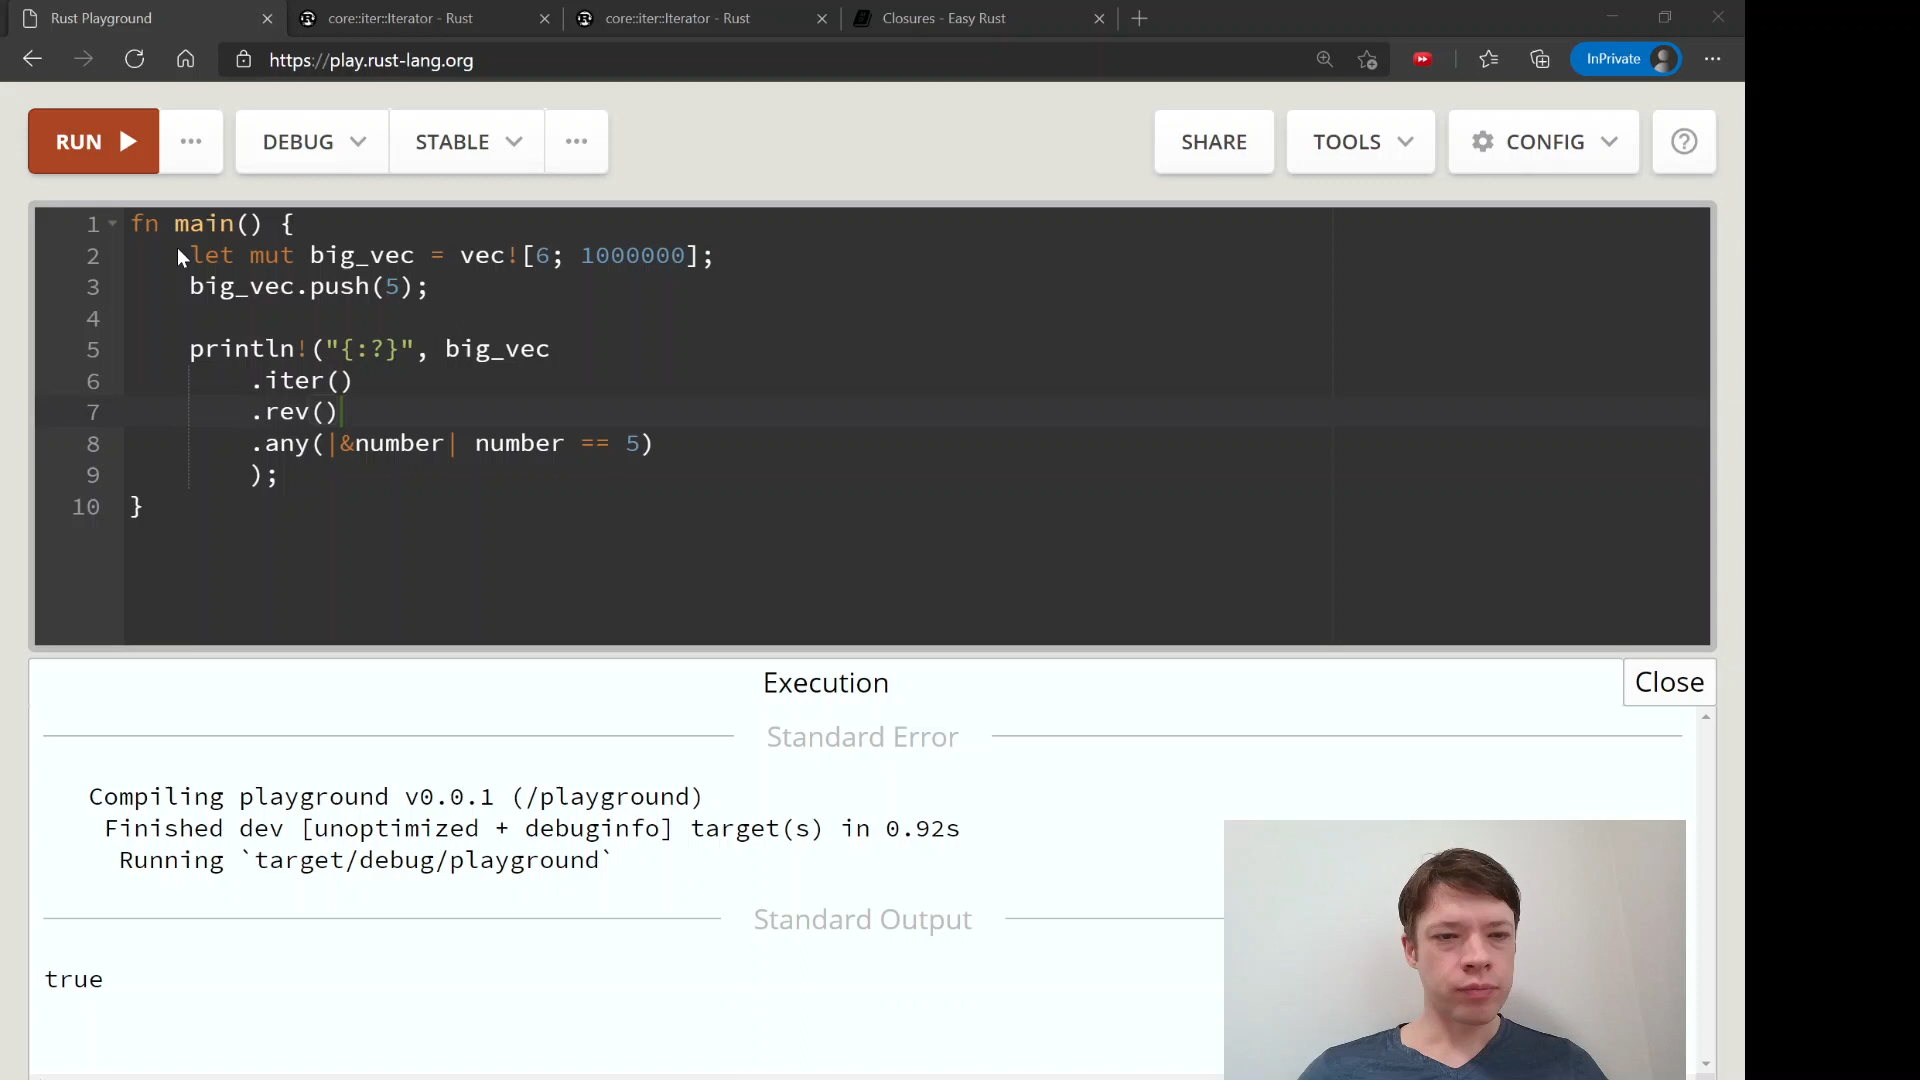 Rust Playground
core::iter::Iterator - Rust
core::iter::Iterator - Rust
Closures - Easy Rust
https://play.rust-lang.org
InPrivate
RUN
DEBUG
STABLE
SHARE
TOOLS
CONFIG
1 fn main() {
2 let mut big_vec = vec![6; 1000000];
3 big_vec.push(5);
4
5 println!("{:?}", big_vec
6 .iter()
7 .rev()
8 .any(|&number| number == 5)
9 );
10 }
Execution
Close
Standard Error
Compiling playground v0.0.1 (/playground)
Finished dev [unoptimized + debuginfo] target(s) in 0.92s
Running `target/debug/playground`
Standard Output
true